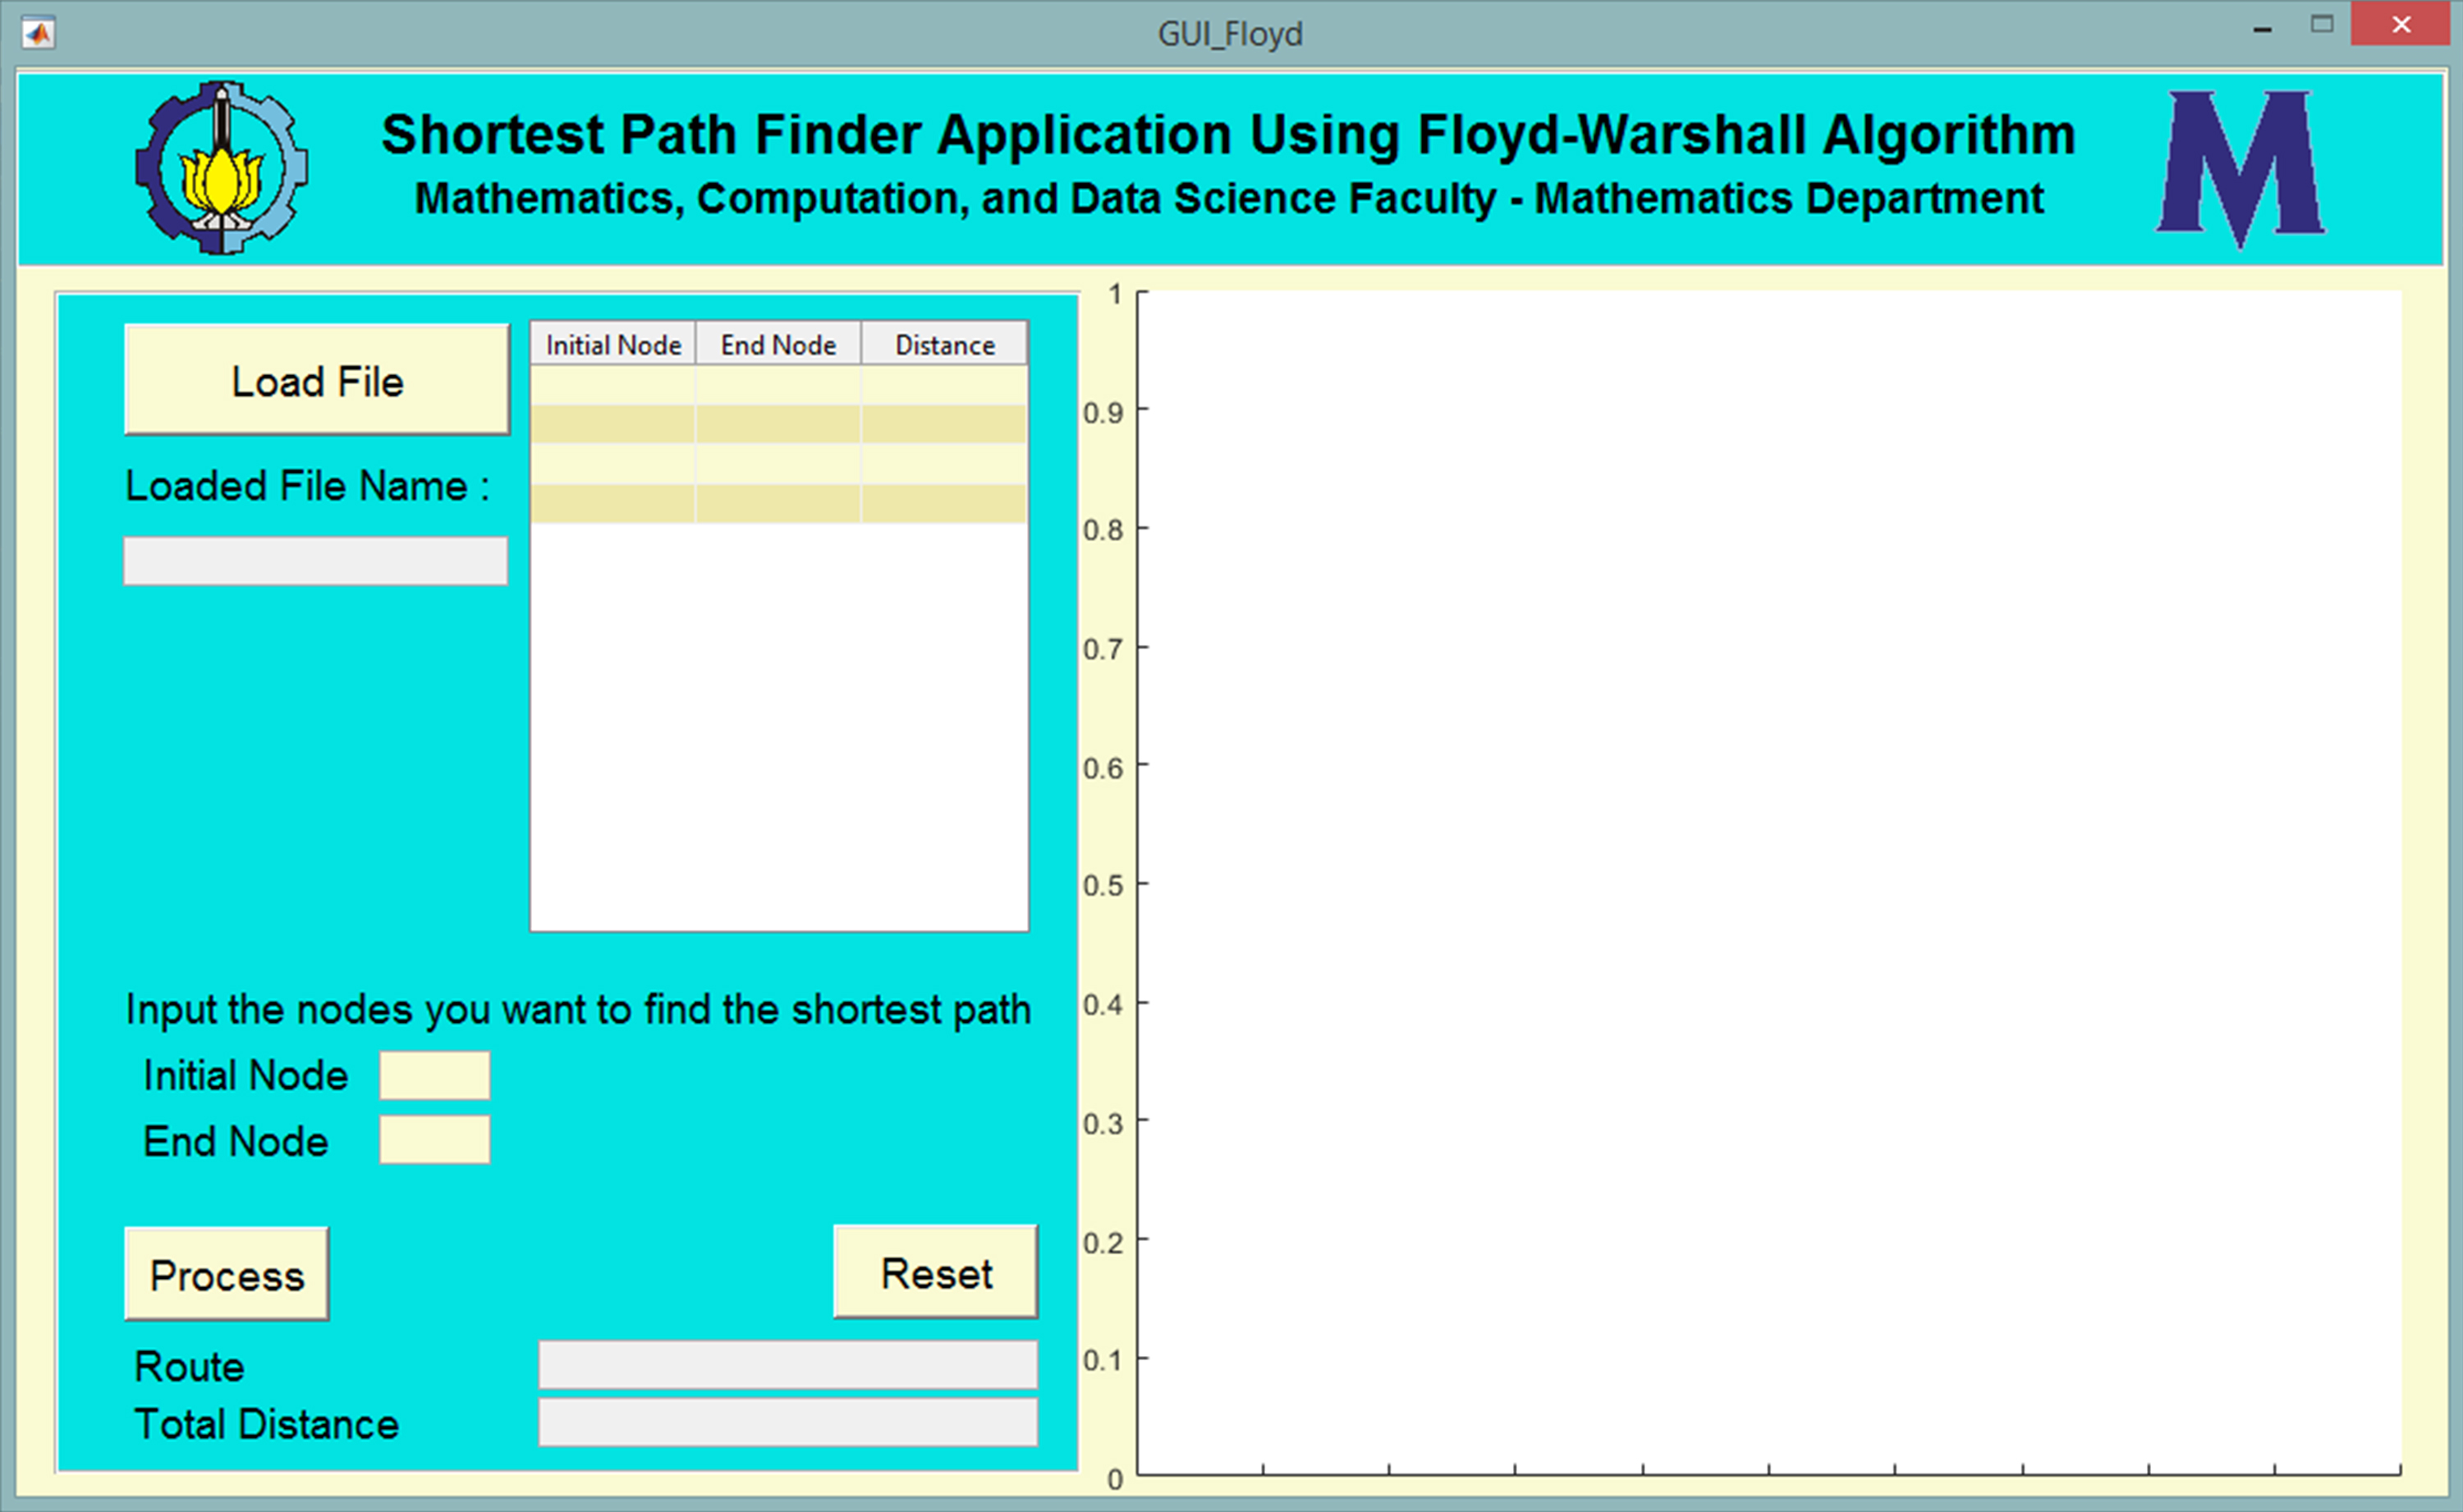 GUI_Floyd
Shortest Path Finder Application Using Floyd-Warshall Algorithm
Mathematics, Computation, and Data Science Faculty - Mathematics Department
M
Load File
Loaded File Name :
Initial Node End Node Distance
Input the nodes you want to find the shortest path
Initial Node
End Node
Process
Reset
Route
Total Distance
1
0.9
0.8
0.7
0.6
0.5
0.4
0.3
0.2
0.1
0